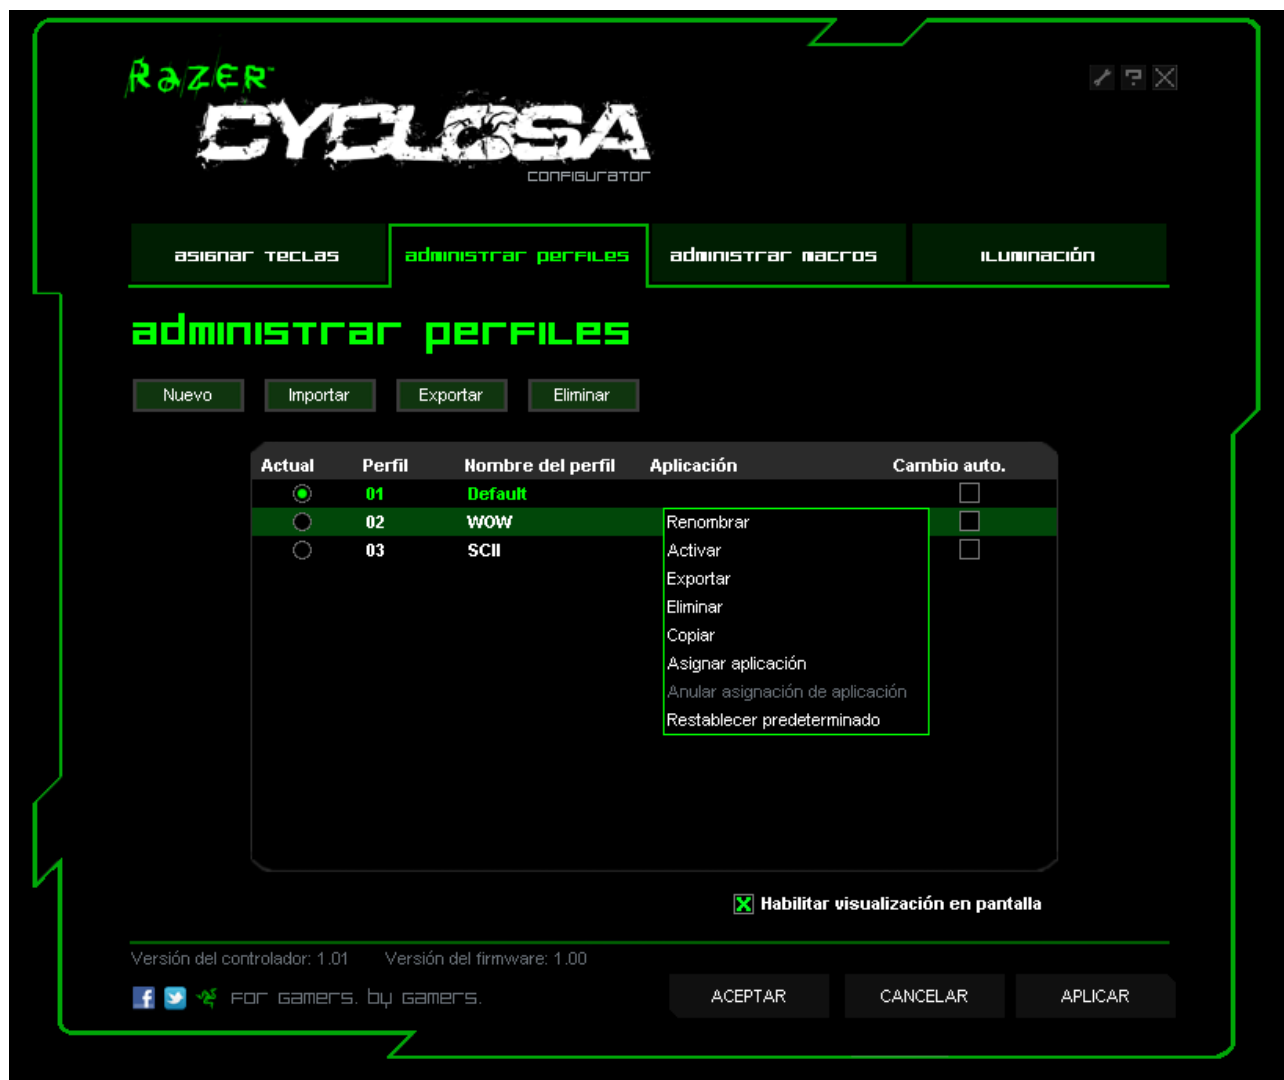 RAZER™
CYCLOSA
CONFIGURATOR
ASIGNAR TECLAS administrar perfiles administrar macros iluminación
administrar perfiles
Nuevo Importar Exportar Eliminar
Actual Perfil Nombre del perfil Aplicación Cambio auto.
01 Default
02 WOW
03 SCII
Renombrar
Activar
Exportar
Eliminar
Copiar
Asignar aplicación
Anular asignación de aplicación
Restablecer predeterminado
Habilitar visualización en pantalla
Versión del controlador: 1.01 Versión del firmware: 1.00
For Gamers. by Gamers.
ACEPTAR CANCELAR APLICAR